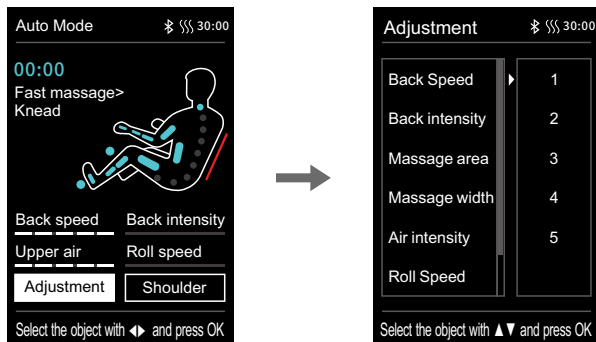 Auto Mode 30:00
00:00
Fast massage>
Knead
Back speed Back intensity
Upper air Roll speed
Adjustment Shoulder
Select the object with ◀▶ and press OK
Adjustment 30:00
Back Speed 1
Back intensity 2
Massage area 3
Massage width 4
Air intensity 5
Roll Speed
Select the object with ▲▼ and press OK